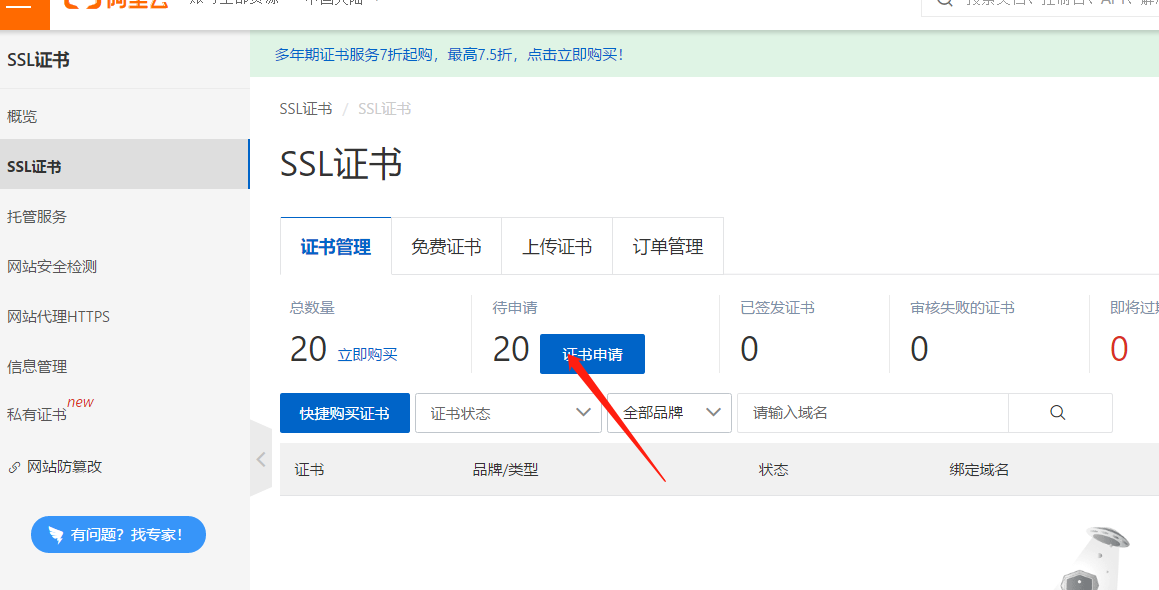 阿里云
SSL证书
概览
SSL证书
托管服务
网站安全检测
网站代理HTTPS
信息管理
私有证书 new
网站防篡改
有问题？找专家！
多年期证书服务7折起购，最高7.5折，点击立即购买！
SSL证书 / SSL证书
SSL证书
证书管理 免费证书 上传证书 订单管理
总数量 待申请 已签发证书 审核失败的证书 即将过
20 立即购买 20 证书申请 0 0 0
快捷购买证书 证书状态 全部品牌 请输入域名
证书 品牌/类型 状态 绑定域名